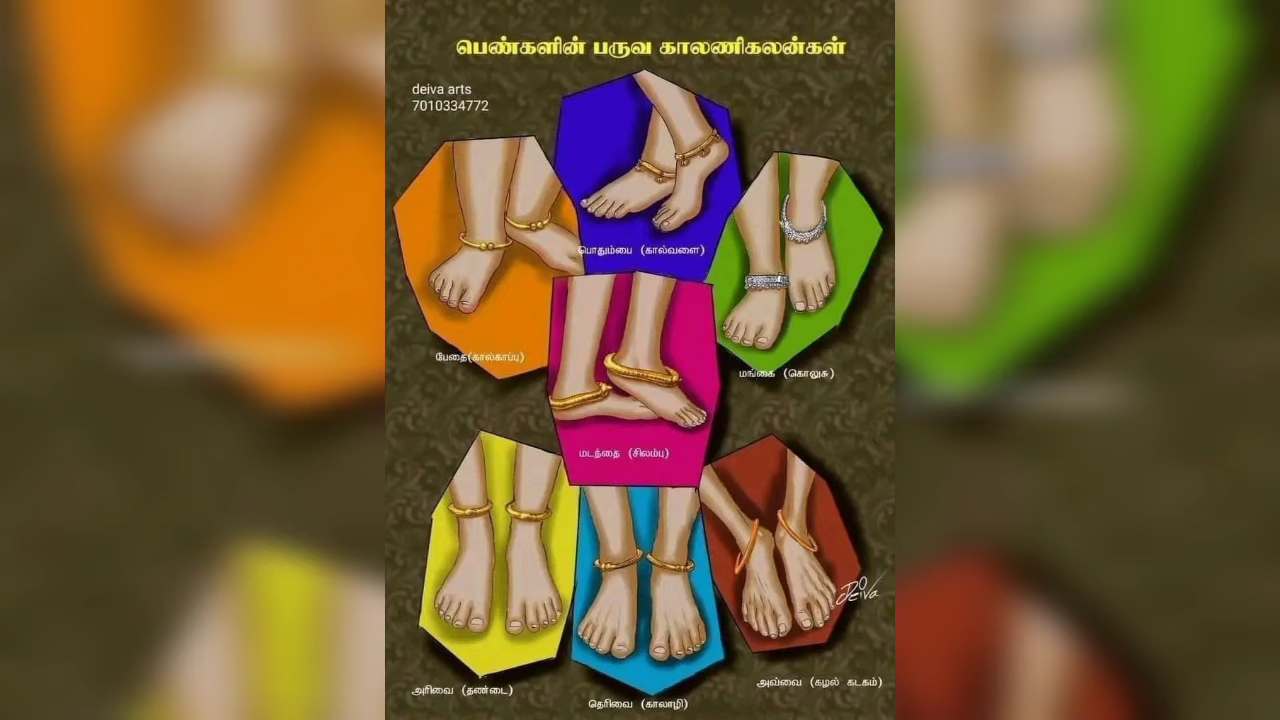 பெண்களின் பருவ காலணிகலன்கள்
deiva arts
7010334772
பொதும்பை (கால்வளை)
பேதை(கால்காப்பு)
மங்கை (கொலுசு)
மடந்தை (சிலம்பு)
அரிவை (தண்டை)
தெரிவை (காலாழி)
அவ்வை (கழல் கடகம்)
Deiva